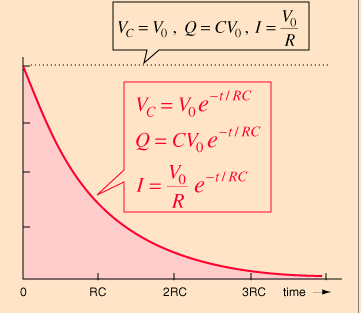 V_C = V_0 , Q = CV_0 , I = V_0/R
V_C = V_0 e^{-t/RC}
Q = CV_0 e^{-t/RC}
I = V_0/R e^{-t/RC}
0 RC 2RC 3RC time